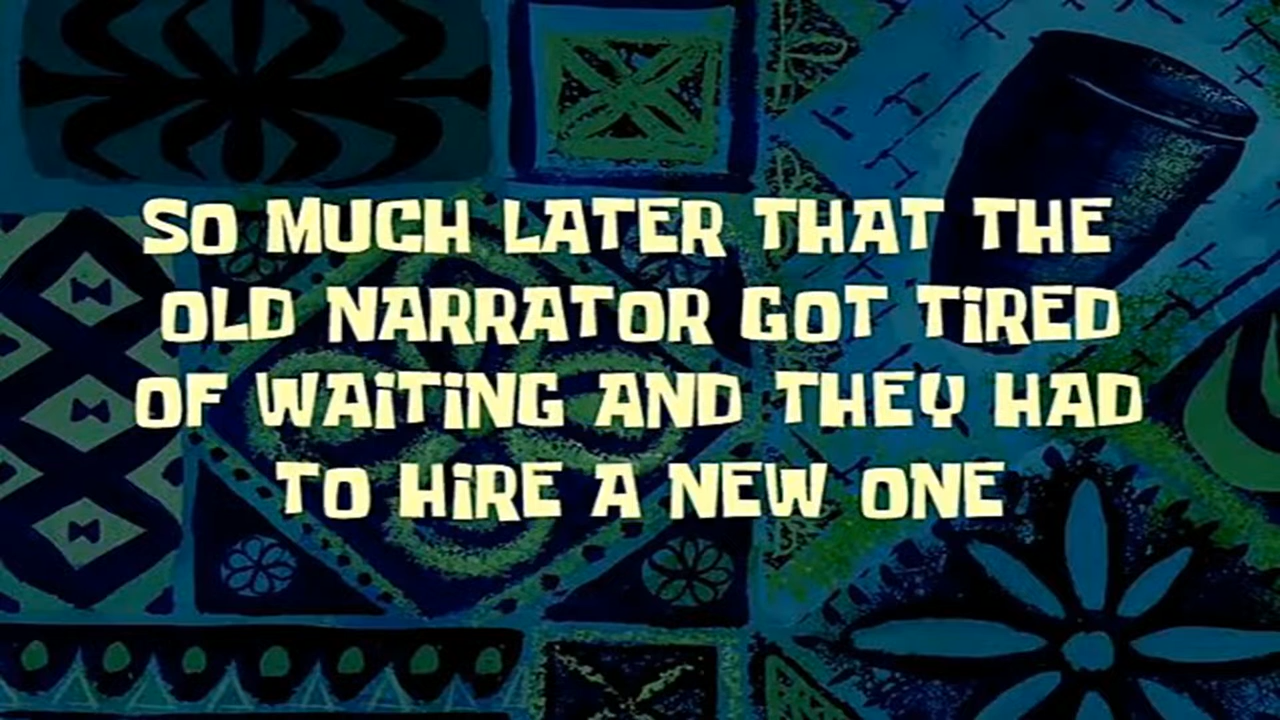 SO MUCH LATER THAT THE
OLD NARRATOR GOT TiRED
OF WAiTiNG AND THEY HAD
TO HiRE A NEW ONE